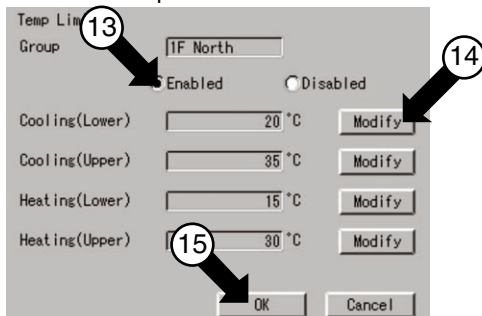 Temp Lim
13
Group 1F North
14
Enabled Disabled
Cooling(Lower) 20 °C Modify
Cooling(Upper) 35 °C Modify
Heating(Lower) 15 °C Modify
Heating(Upper) 30 °C Modify
15
OK Cancel